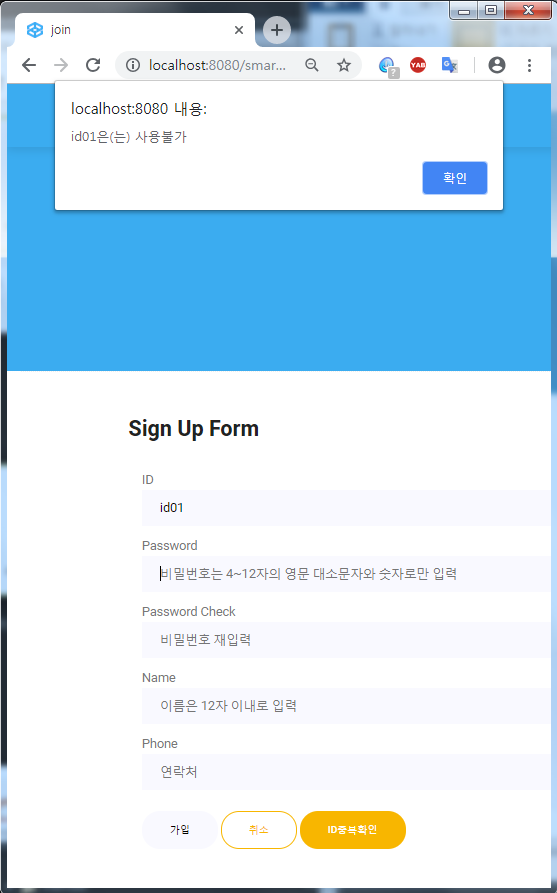 join
localhost:8080/smar...
YAB
localhost:8080 내용:
id01은(는) 사용불가
확인
Sign Up Form
ID
id01
Password
비밀번호는 4~12자의 영문 대소문자와 숫자로만 입력
Password Check
비밀번호 재입력
Name
이름은 12자 이내로 입력
Phone
연락처
가입 취소 ID중복확인